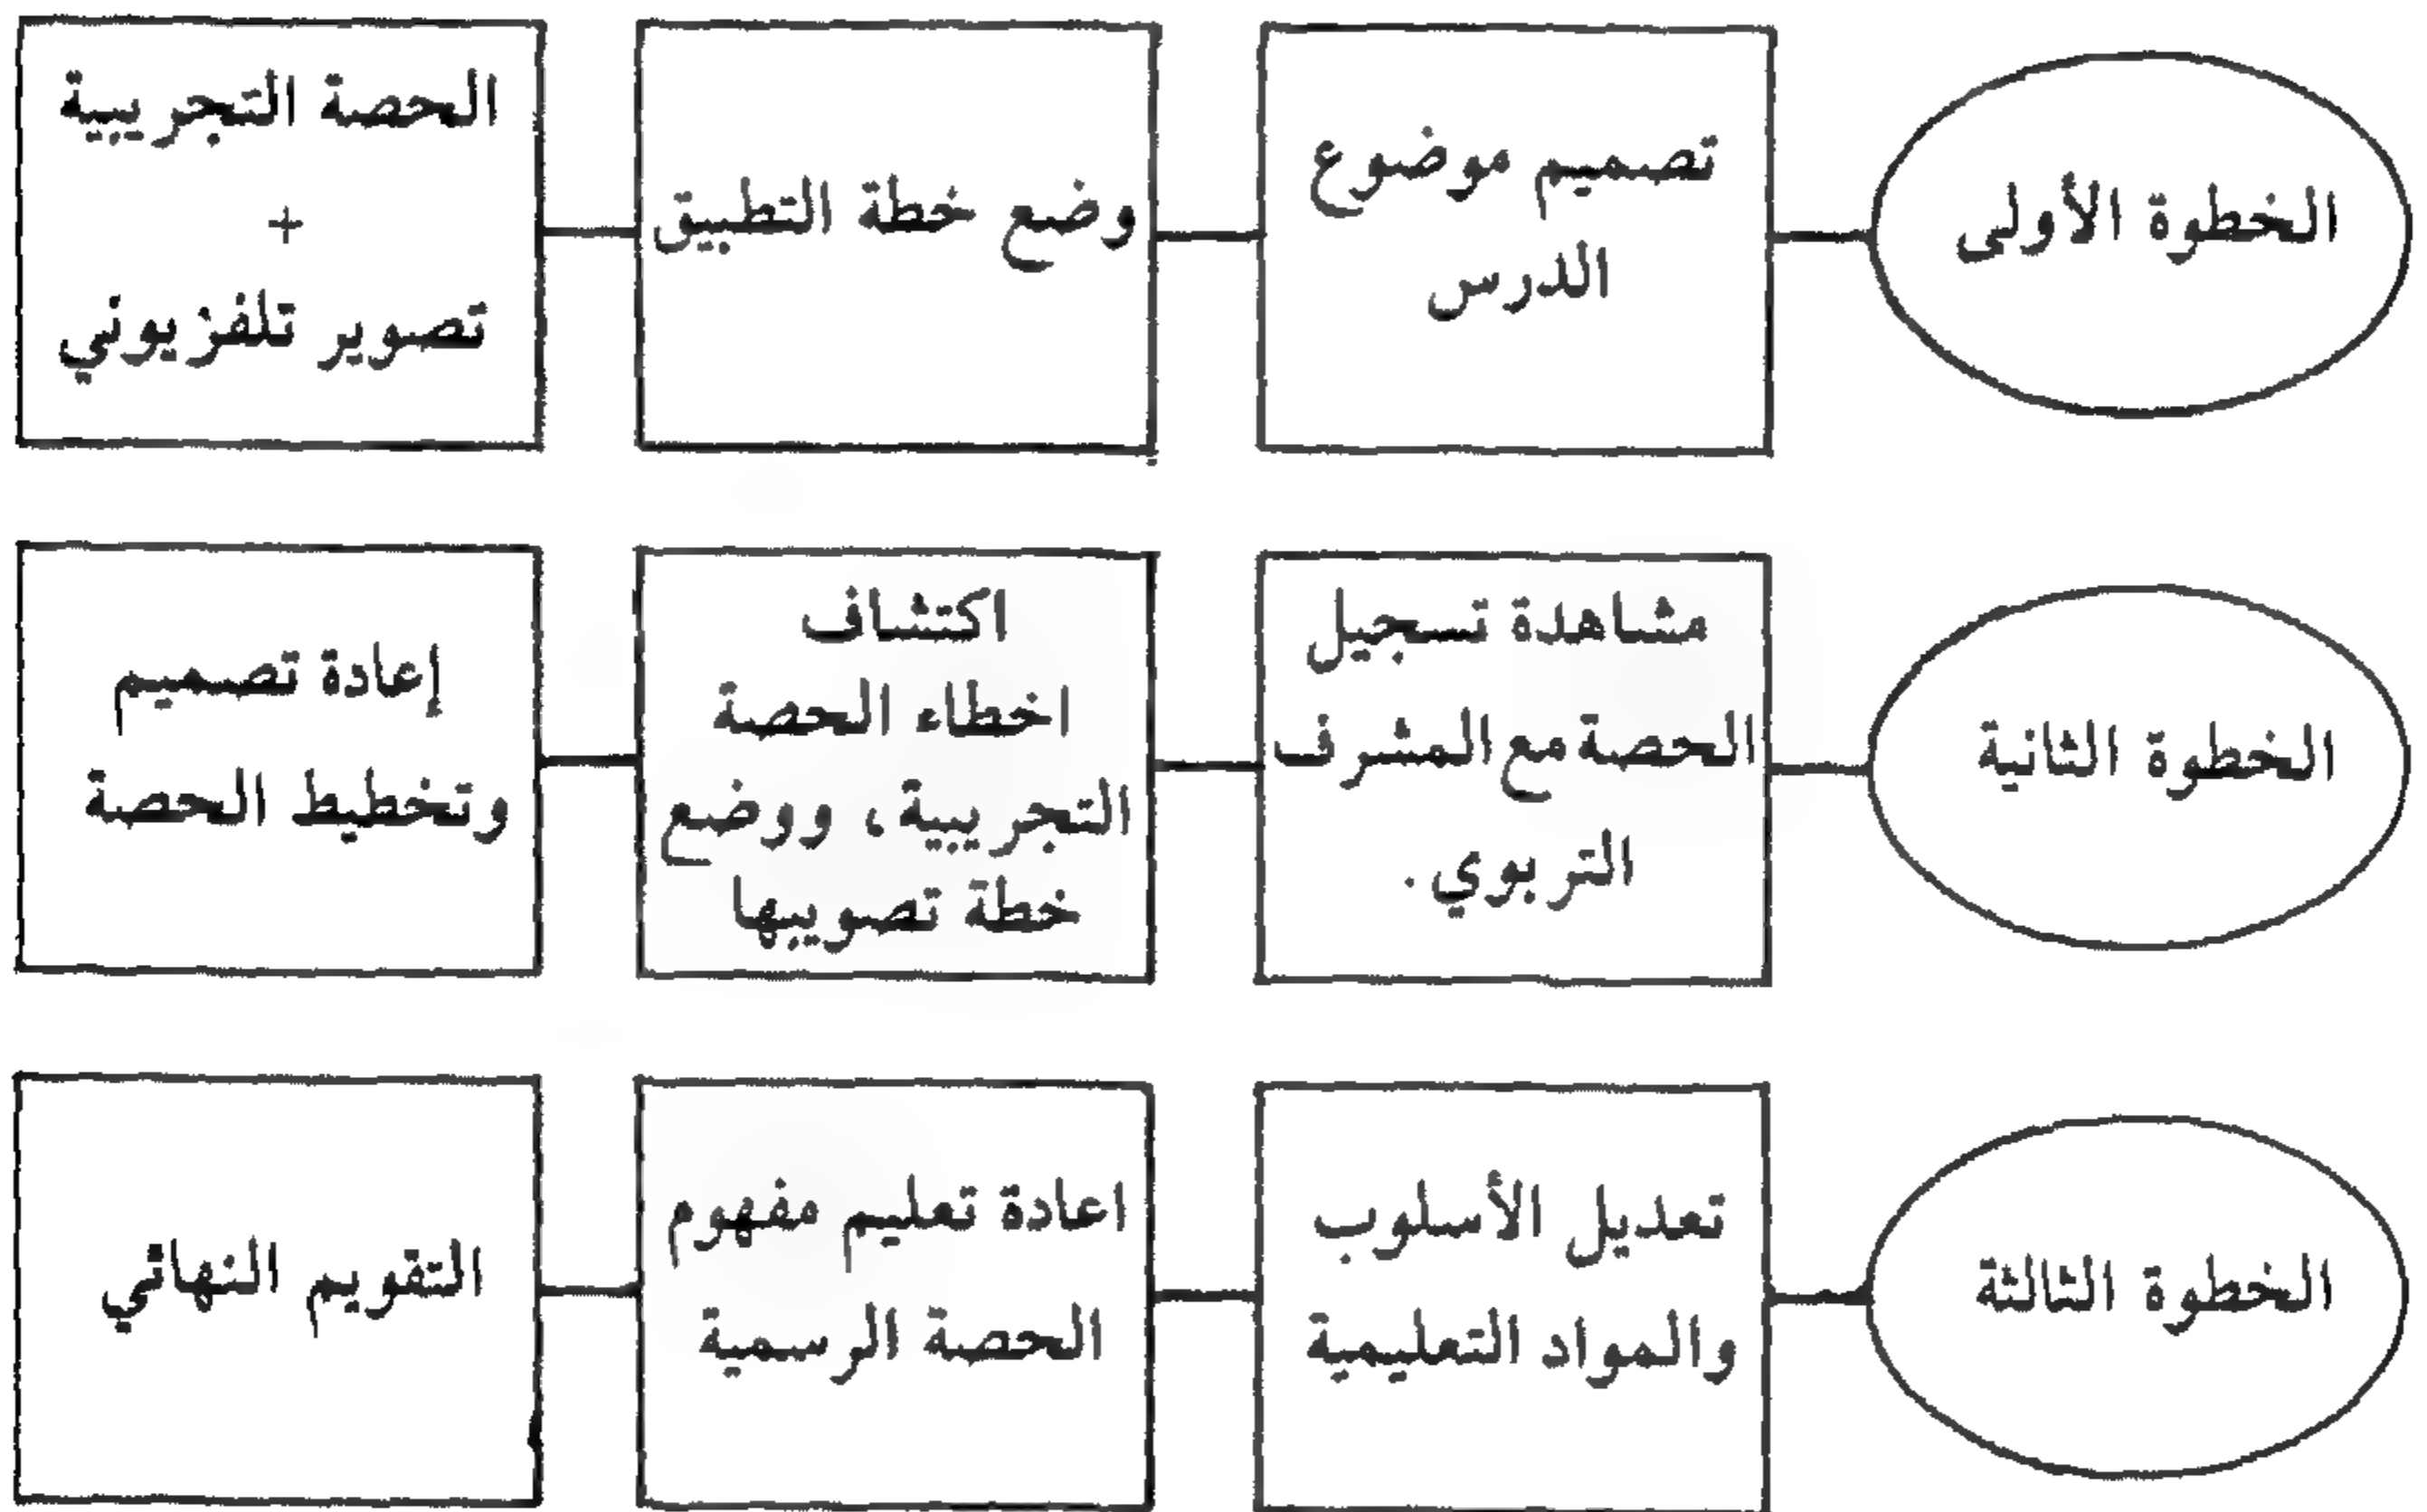 الخطوة الأولى
تصميم موضوع
الدرس
وضع خطة التطبيق
الحصة التجريبية
+
تصوير تلفزيوني
الخطوة الثانية
مشاهدة تسجيل
الحصة مع المشرف
التربوي.
اكتشاف
اخطاء الحصة
التجريبية، ووضع
خطة تصويبها
إعادة تصميم
وتخطيط الحصة
الخطوة الثالثة
تعديل الأسلوب
والمواد التعليمية
اعادة تعليم مفهوم
الحصة الرسمية
التقويم النهائي